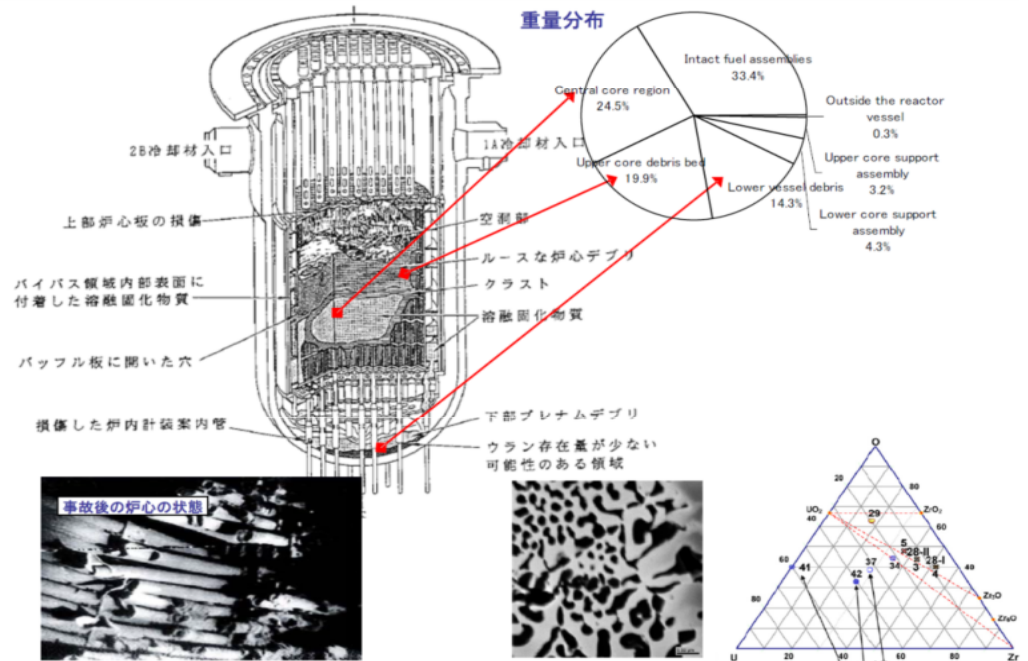 重量分布
Intact fuel assemblies
33.4%
Central core region
24.5%
Outside the reactor
vessel
0.3%
Upper core debris bed
19.9%
Upper core support
assembly
3.2%
Lower vessel debris
14.3%
Lower core support
assembly
4.3%
2B冷却材入口
1A冷却材入口
上部炉心板の損傷
空洞部
ルースな炉心デブリ
バイパス領域内部表面に
付着した溶融固化物質
クラスト
溶融固化物質
バッフル板に開いた穴
損傷した炉内計装案内管
下部プレナムデブリ
ウラン存在量が少ない
可能性のある領域
事故後の炉心の状態
O
20
80
UO₂
ZrO₂
40
29
5
28-II
60
41
37
34
3
28-I
4
40
42
Zr₃O
80
20
Zr₆O
U
80
60
40
20
Zr